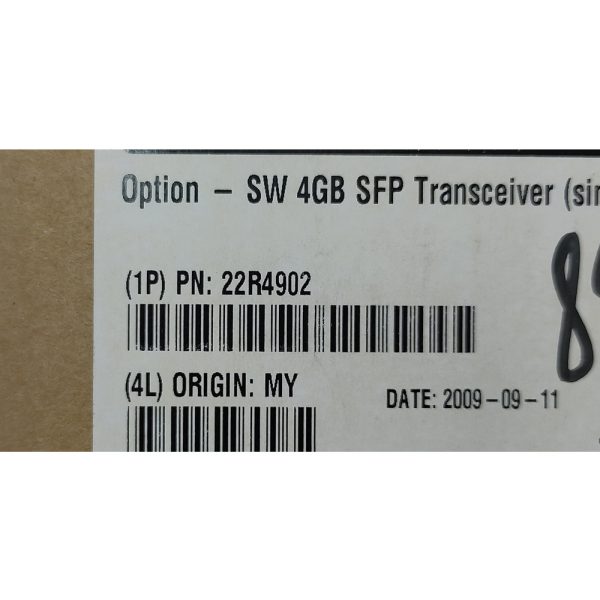 Option – SW 4GB SFP Transceiver
(1P) PN: 22R4902
(4L) ORIGIN: MY
DATE: 2009-09-11